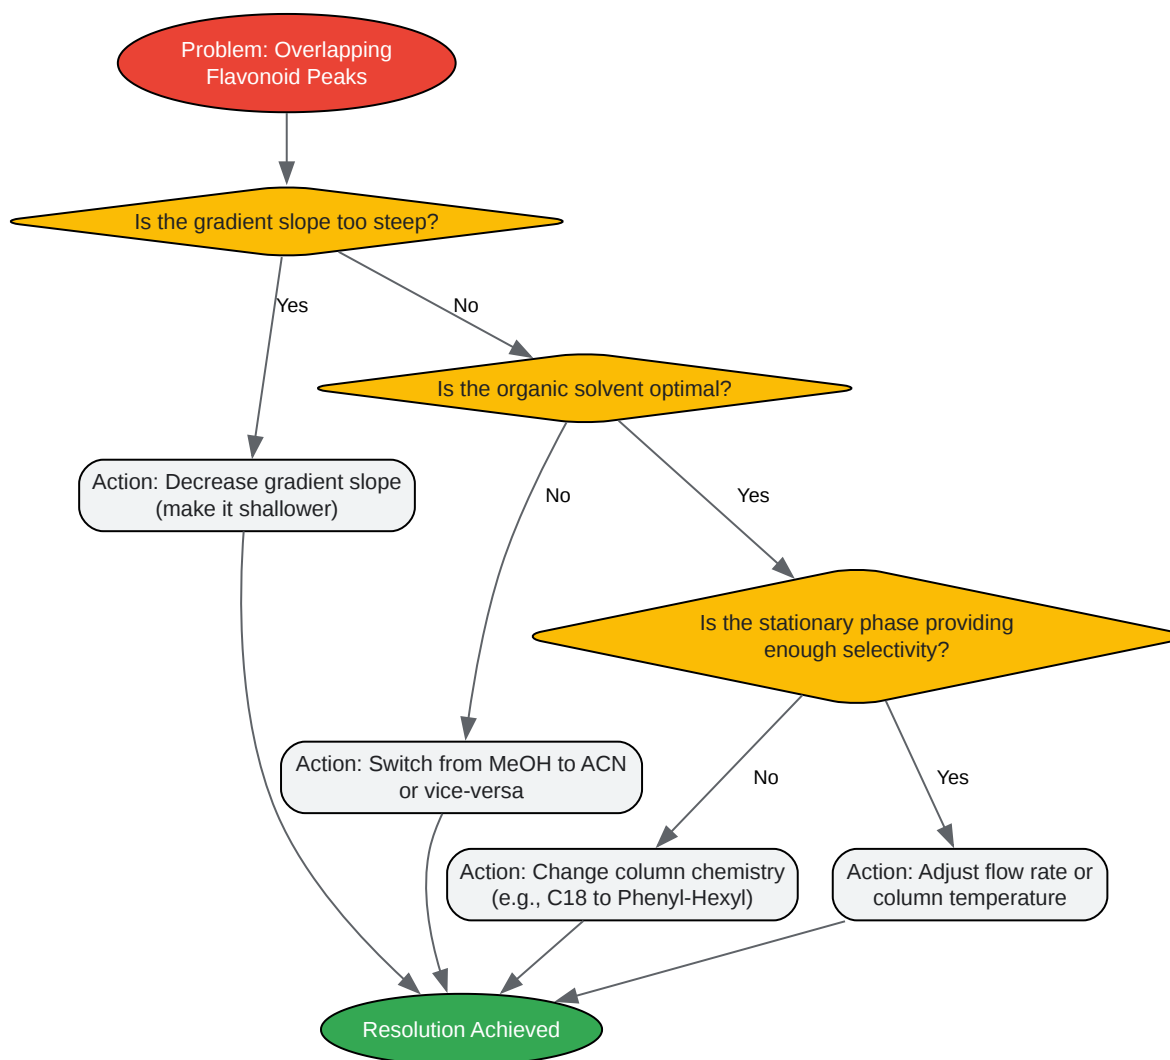 Problem: Overlapping
Flavonoid Peaks
Is the gradient slope too steep?
Yes
No
Is the organic solvent optimal?
Action: Decrease gradient slope
(make it shallower)
No
Yes
Is the stationary phase providing
enough selectivity?
Action: Switch from MeOH to ACN
or vice-versa
No
Yes
Action: Change column chemistry
(e.g., C18 to Phenyl-Hexyl)
Action: Adjust flow rate or
column temperature
Resolution Achieved